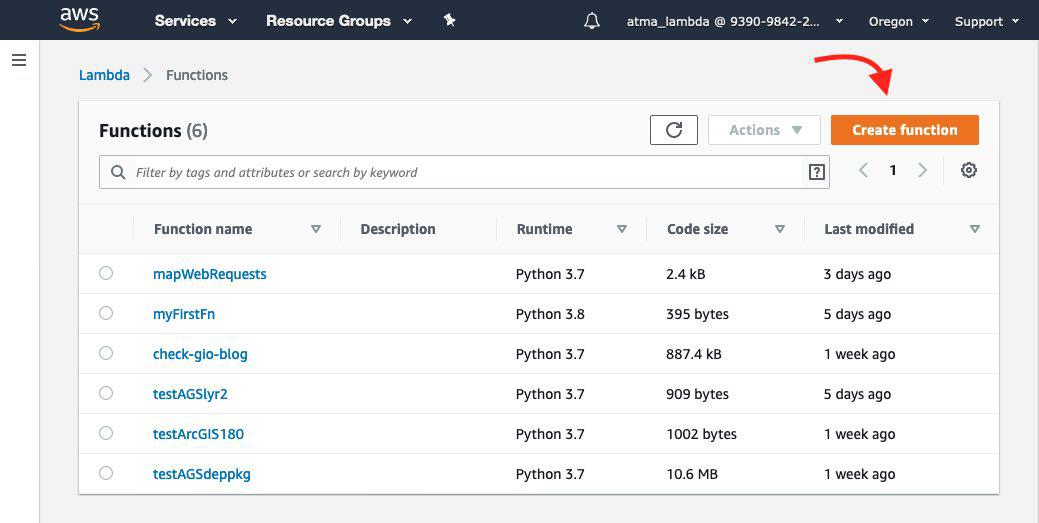 aws Services Resource Groups atma_lambda @ 9390-9842-2... Oregon Support
Lambda Functions
Functions (6) Actions Create function
Filter by tags and attributes or search by keyword ? 1
Function name Description Runtime Code size Last modified
mapWebRequests Python 3.7 2.4 kB 3 days ago
myFirstFn Python 3.8 395 bytes 5 days ago
check-gio-blog Python 3.7 887.4 kB 1 week ago
testAGSlyr2 Python 3.7 909 bytes 5 days ago
testArcGIS180 Python 3.7 1002 bytes 1 week ago
testAGSdeppkg Python 3.7 10.6 MB 1 week ago